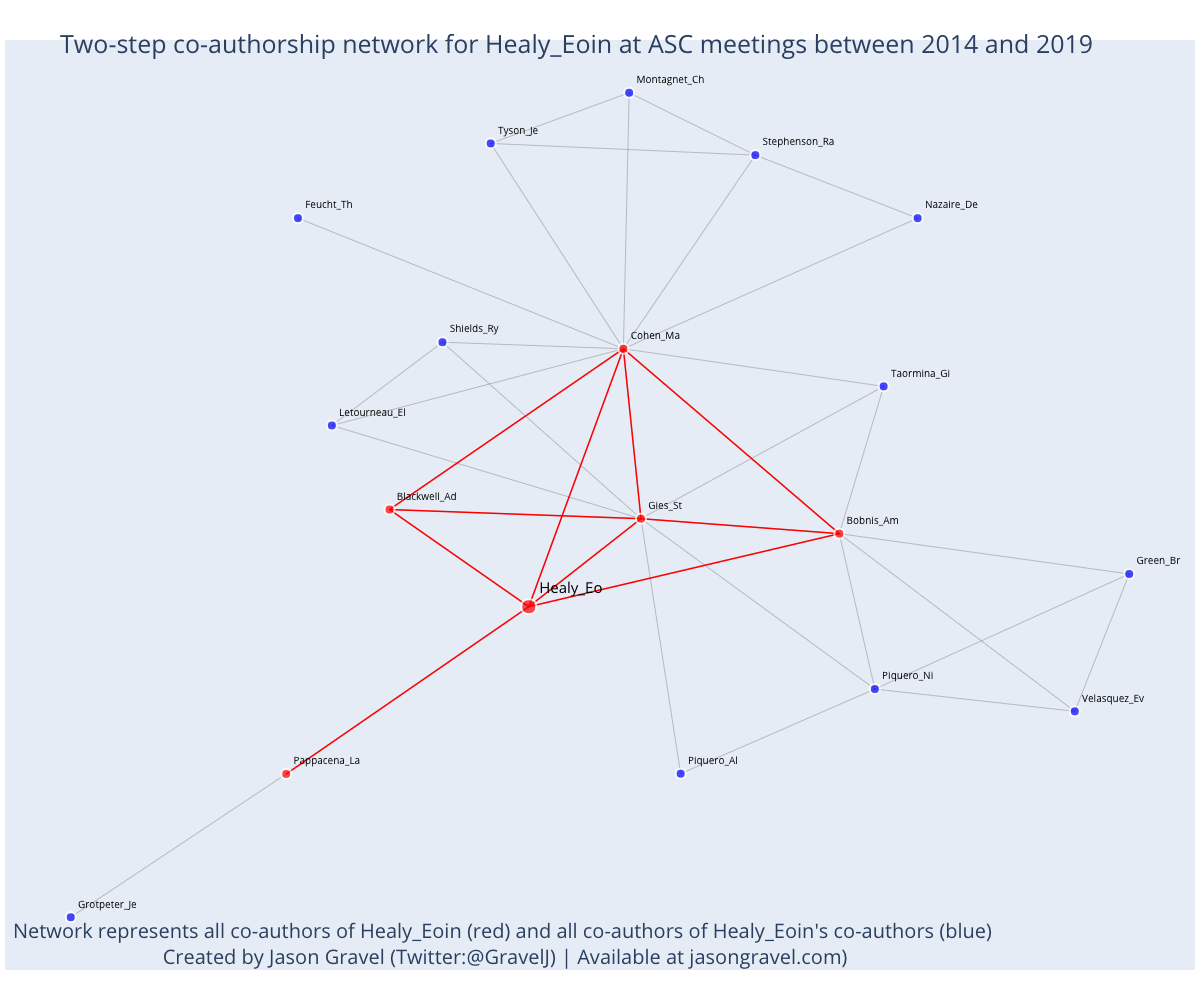 Two-step co-authorship network for Healy_Eoin at ASC meetings between 2014 and 2019
Montagnet_Ch
Tyson_Je
Stephenson_Ra
Feucht_Th
Nazaire_De
Shields_Ry
Cohen_Ma
Taormina_Gi
Letourneau_El
Blackwell_Ad
Gies_St
Bobnis_Am
Green_Br
Healy_Eo
Piquero_Ni
Velasquez_Ev
Pappacena_La
Piquero_Al
Grotpeter_Je
Network represents all co-authors of Healy_Eoin (red) and all co-authors of Healy_Eoin's co-authors (blue)
Created by Jason Gravel (Twitter:@GravelJ) | Available at jasongravel.com)